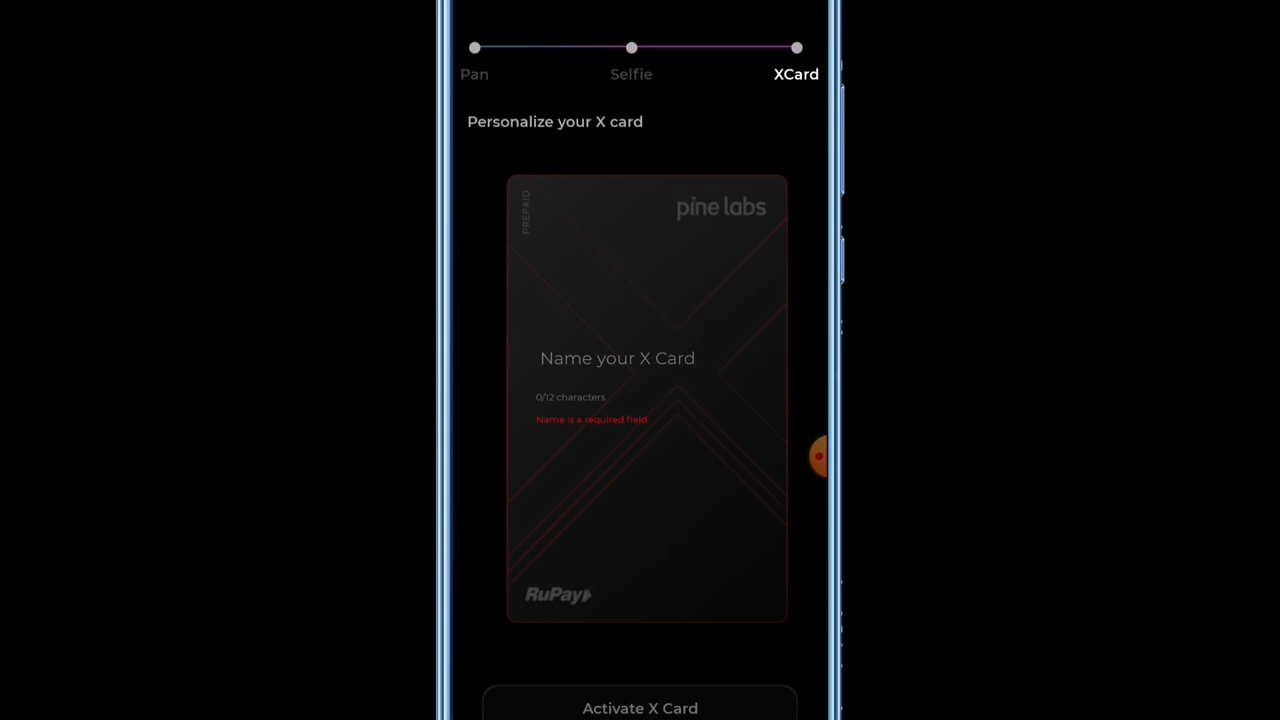 Pan Selfie XCard
Personalize your X card
PREPAID
pine labs
Name your X Card
0/12 characters
Name is a required field
RuPay
Activate X Card